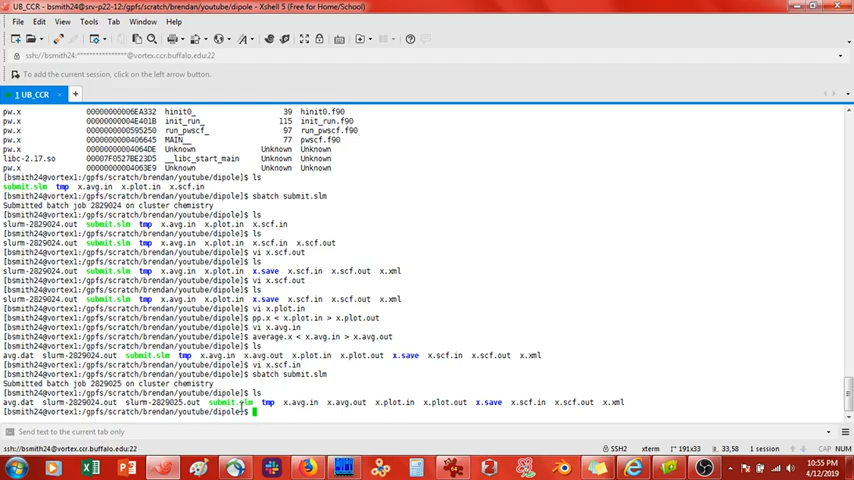 1 UB_CCR - bsmith24@srv-p22-12:/gpfs/scratch/brendan/youtube/dipole - Xshell 5 (Free for Home/School)
File Edit View Tools Tab Window Help
ssh://bsmith24:***************@vortex.ccr.buffalo.edu:22
To add the current session, click on the left arrow button.
1 UB_CCR × +
pw.x 00000000006EA332 hinit0_ 39 hinit0.f90
pw.x 00000000004E401B init_run_ 115 init_run.f90
pw.x 0000000000595250 run_pwscf_ 97 run_pwscf.f90
pw.x 0000000000406645 MAIN__ 77 pwscf.f90
pw.x 00000000004064DE Unknown Unknown Unknown
libc-2.17.so 00007F0527BE23D5 __libc_start_main Unknown Unknown
pw.x 00000000004063E9 Unknown Unknown Unknown
[bsmith24@vortex1:/gpfs/scratch/brendan/youtube/dipole]$ ls
submit.slm tmp x.avg.in x.plot.in x.scf.in
[bsmith24@vortex1:/gpfs/scratch/brendan/youtube/dipole]$ sbatch submit.slm
Submitted batch job 2829024 on cluster chemistry
[bsmith24@vortex1:/gpfs/scratch/brendan/youtube/dipole]$ ls
slurm-2829024.out submit.slm tmp x.avg.in x.plot.in x.scf.in
[bsmith24@vortex1:/gpfs/scratch/brendan/youtube/dipole]$ ls
slurm-2829024.out submit.slm tmp x.avg.in x.plot.in x.scf.in x.scf.out
[bsmith24@vortex1:/gpfs/scratch/brendan/youtube/dipole]$ vi x.scf.out
[bsmith24@vortex1:/gpfs/scratch/brendan/youtube/dipole]$ ls
slurm-2829024.out submit.slm tmp x.avg.in x.plot.in x.save x.scf.in x.scf.out x.xml
[bsmith24@vortex1:/gpfs/scratch/brendan/youtube/dipole]$ vi x.scf.out
[bsmith24@vortex1:/gpfs/scratch/brendan/youtube/dipole]$ ls
slurm-2829024.out submit.slm tmp x.avg.in x.plot.in x.save x.scf.in x.scf.out x.xml
[bsmith24@vortex1:/gpfs/scratch/brendan/youtube/dipole]$ vi x.plot.in
[bsmith24@vortex1:/gpfs/scratch/brendan/youtube/dipole]$ pp.x < x.plot.in > x.plot.out
[bsmith24@vortex1:/gpfs/scratch/brendan/youtube/dipole]$ vi x.avg.in
[bsmith24@vortex1:/gpfs/scratch/brendan/youtube/dipole]$ average.x < x.avg.in > x.avg.out
[bsmith24@vortex1:/gpfs/scratch/brendan/youtube/dipole]$ ls
avg.dat slurm-2829024.out submit.slm tmp x.avg.in x.avg.out x.plot.in x.plot.out x.save x.scf.in x.scf.out x.xml
[bsmith24@vortex1:/gpfs/scratch/brendan/youtube/dipole]$ vi x.scf.in
[bsmith24@vortex1:/gpfs/scratch/brendan/youtube/dipole]$ sbatch submit.slm
Submitted batch job 2829025 on cluster chemistry
[bsmith24@vortex1:/gpfs/scratch/brendan/youtube/dipole]$ ls
avg.dat slurm-2829024.out slurm-2829025.out submit.slm tmp x.avg.in x.avg.out x.plot.in x.plot.out x.save x.scf.in x.scf.out x.xml
[bsmith24@vortex1:/gpfs/scratch/brendan/youtube/dipole]$
Send text to the current tab only
ssh://bsmith24@vortex.ccr.buffalo.edu:22 SSH2 xterm 191x33 33,58 1 session CAP NUM
10:55 PM
4/12/2019